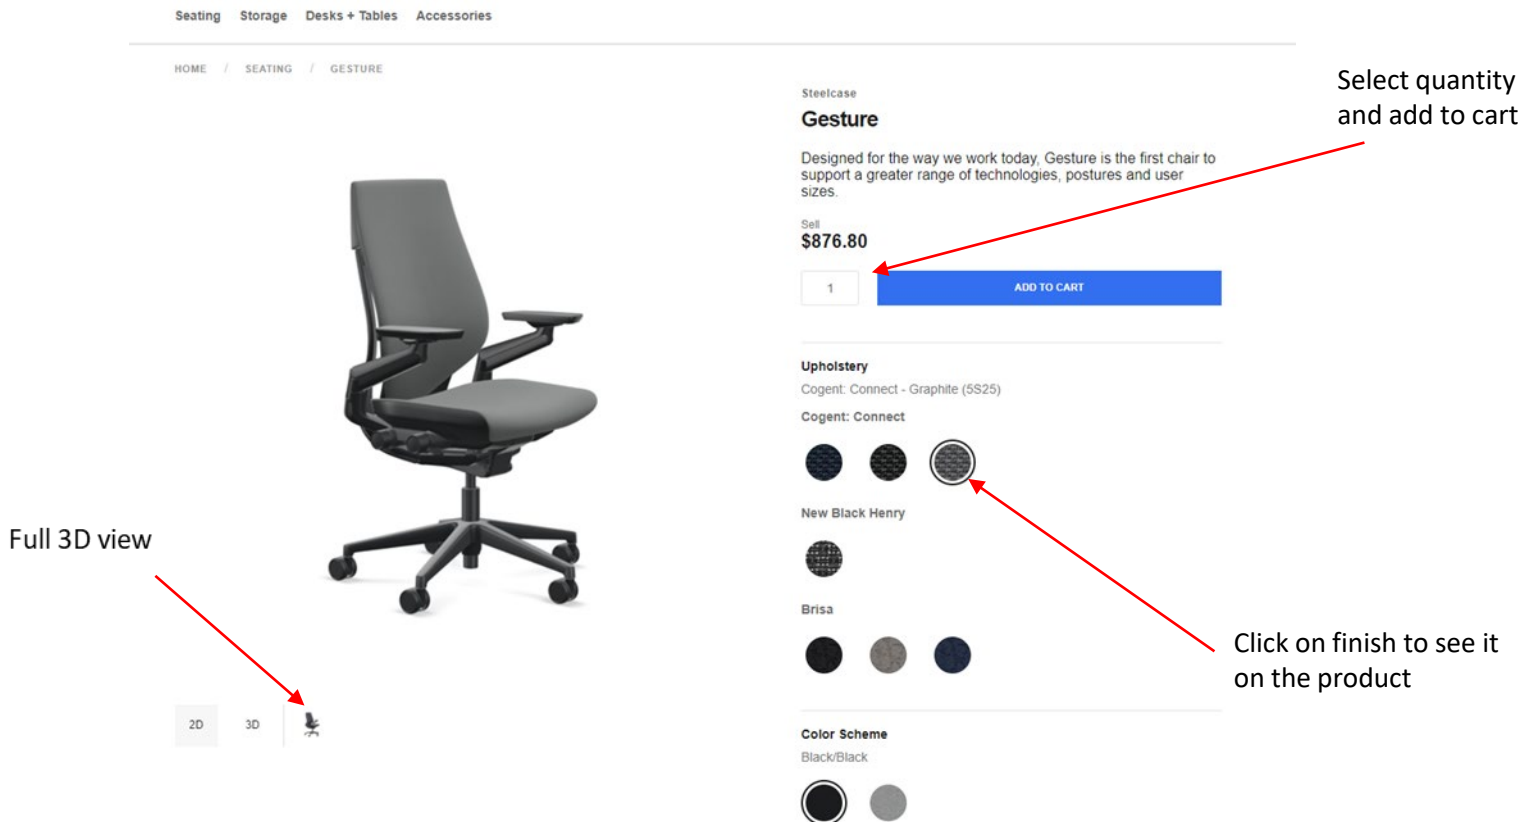 Seating Storage Desks + Tables Accessories
HOME / SEATING / GESTURE
Select quantity
and add to cart
Steelcase
Gesture
Designed for the way we work today, Gesture is the first chair to
support a greater range of technologies, postures and user
sizes.
Sell
$876.80
1 ADD TO CART
Upholstery
Cogent: Connect - Graphite (5S25)
Cogent: Connect
New Black Henry
Full 3D view
Brisa
Click on finish to see it
on the product
2D 3D
Color Scheme
Black/Black